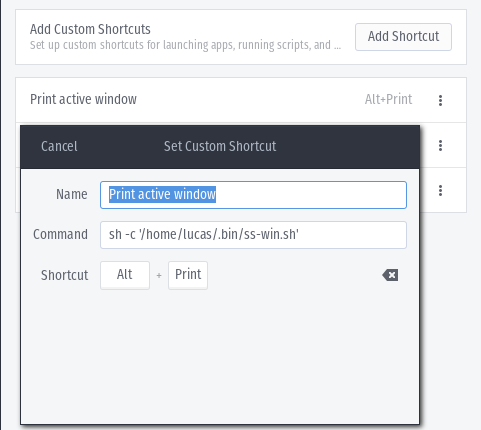 Add Custom Shortcuts
Set up custom shortcuts for launching apps, running scripts, and ...
Add Shortcut
Print active window
Alt+Print
Cancel
Set Custom Shortcut
Name
Print active window
Command
sh -c '/home/lucas/.bin/ss-win.sh'
Shortcut
Alt + Print